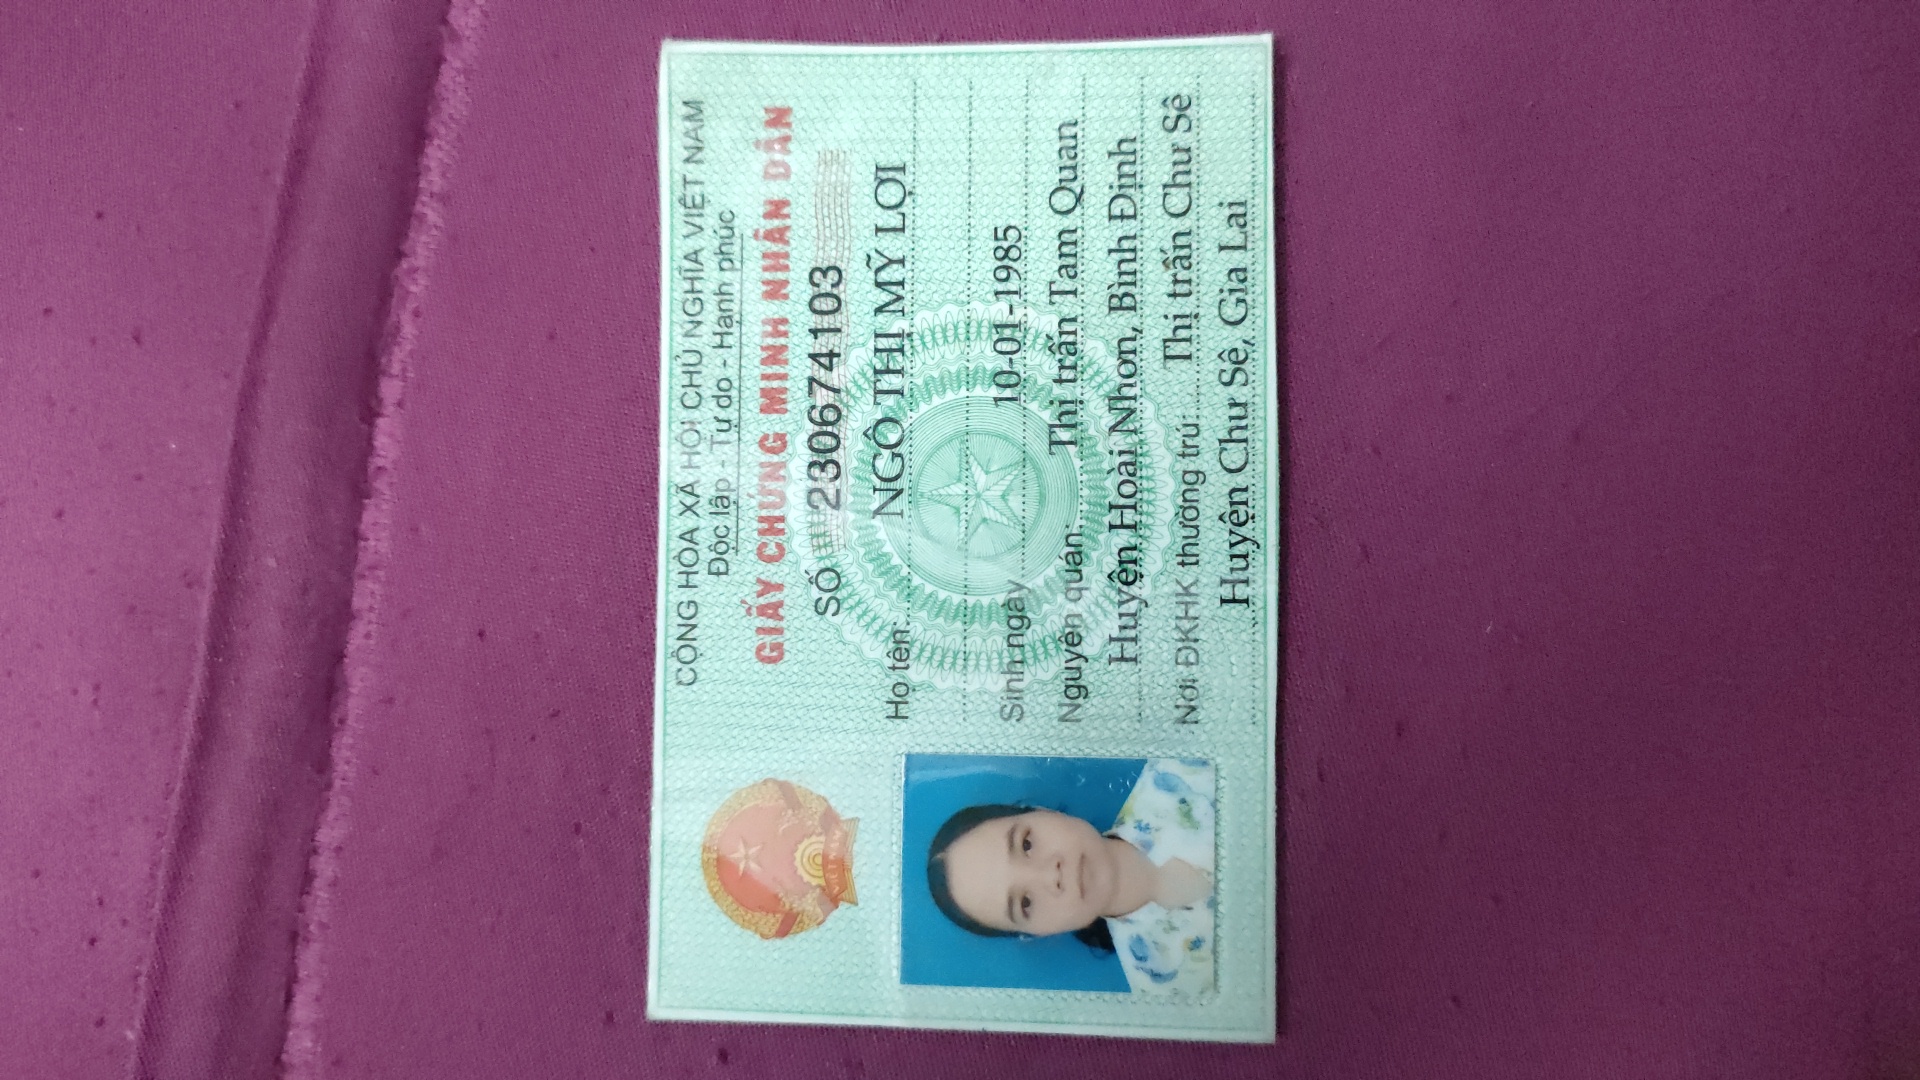 CỘNG HÒA XÃ HỘI CHỦ NGHĨA VIỆT NAM
Độc lập - Tự do - Hạnh phúc
GIẤY CHỨNG MINH NHÂN DÂN
SỐ 230674103
Họ tên: NGÔ THỊ MỸ LỢI
Sinh ngày 10-01-1985
Nguyên quán: Thị trấn Tam Quan
Huyện Hoài Nhơn, Bình Định
Nơi ĐKHK thường trú: Thị trấn Chư Sê
Huyện Chư Sê, Gia Lai
VIỆT NAM